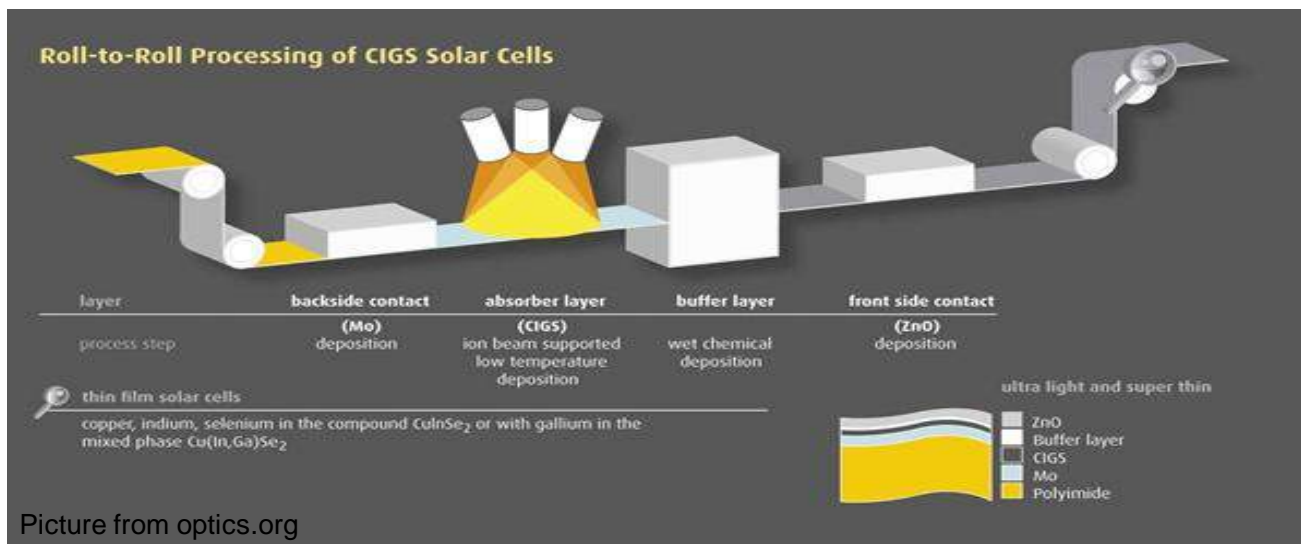 Roll-to-Roll Processing of CIGS Solar Cells
layer backside contact absorber layer buffer layer front side contact
(Mo) (CIGS) (ZnO)
process step deposition ion beam supported wet chemical deposition
low temperature deposition
deposition
thin film solar cells
copper, indium, selenium in the compound CuInSe₂ or with gallium in the
mixed phase Cu(In,Ga)Se₂
ultra light and super thin
ZnO
Buffer layer
CIGS
Mo
Polyimide
Picture from optics.org